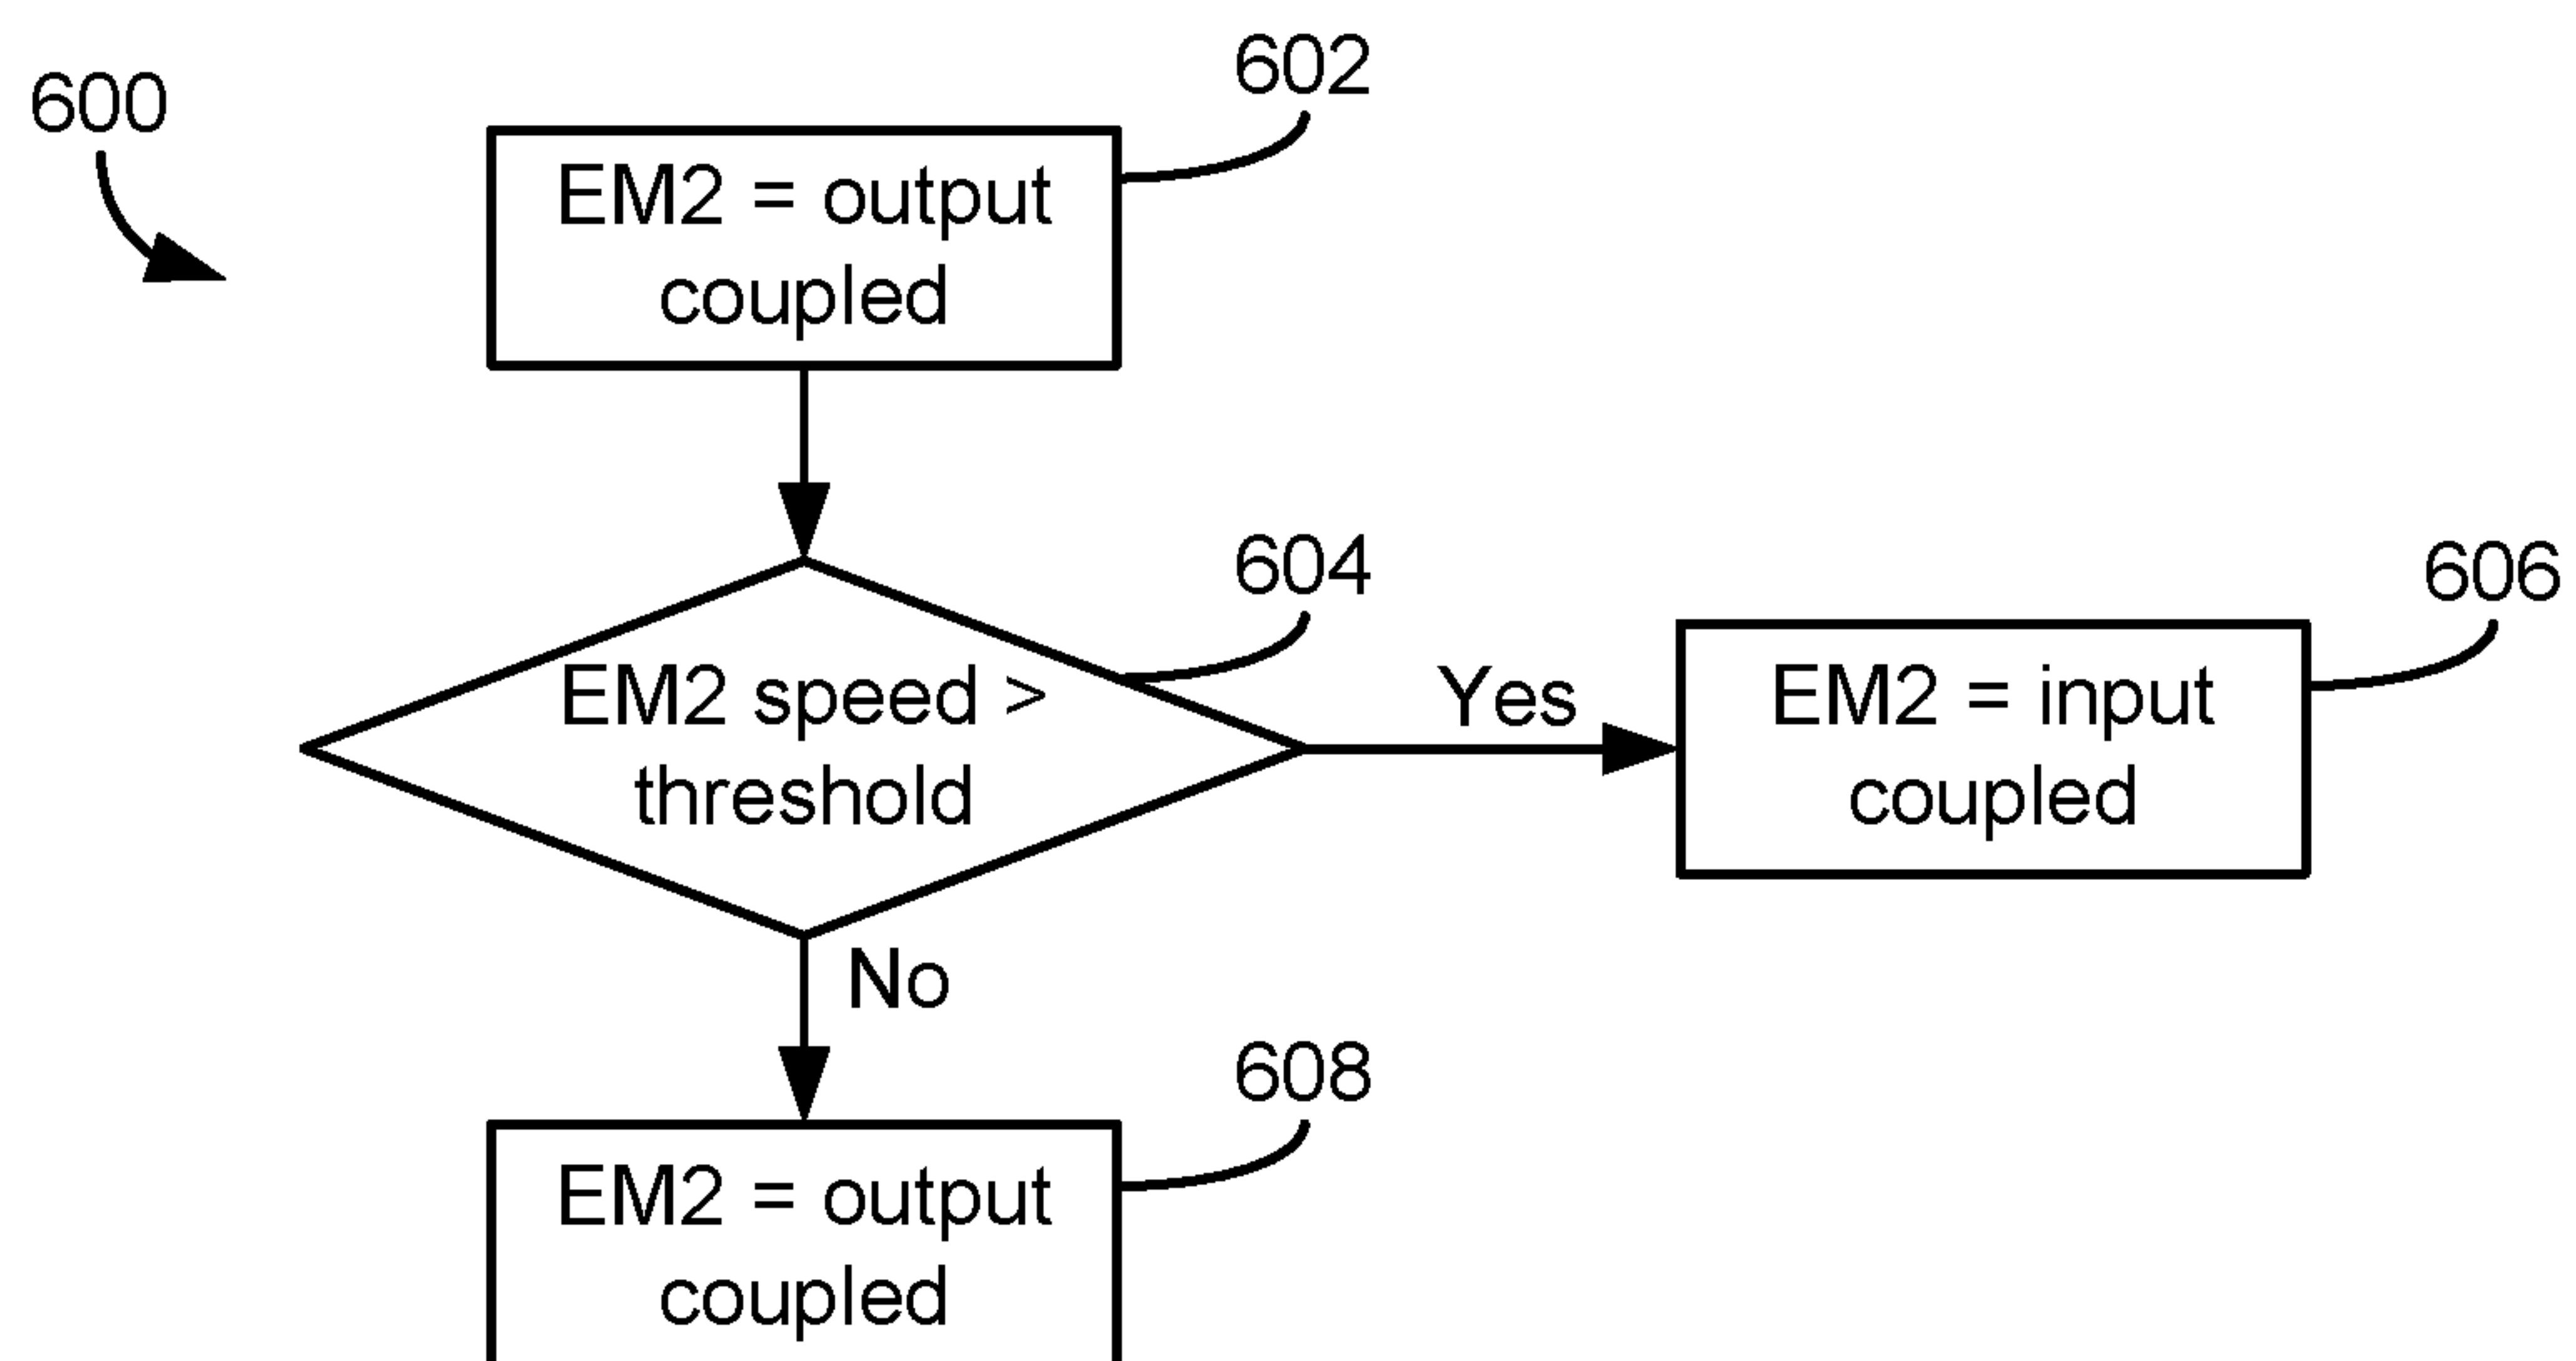 600
602
EM2 = output
coupled
604
EM2 speed >
threshold
Yes
606
EM2 = input
coupled
No
608
EM2 = output
coupled